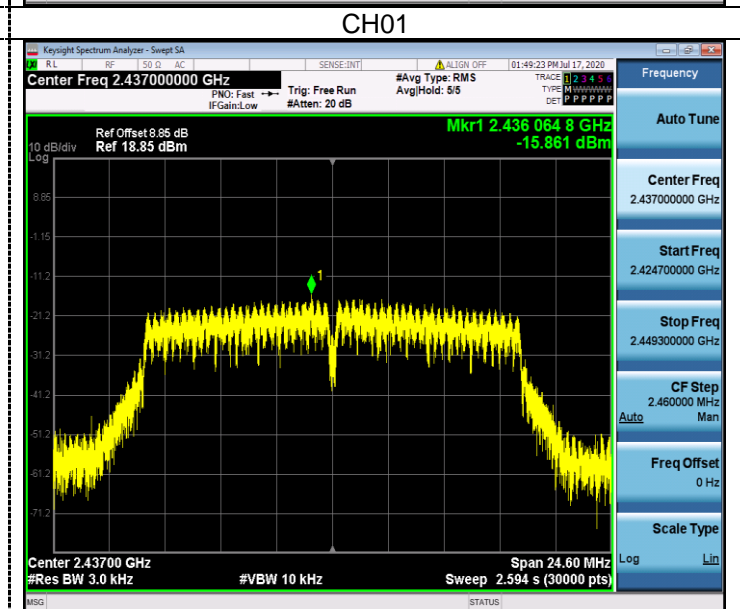 CH01
Keysight Spectrum Analyzer - Swept SA
RL RF 50 Ω AC SENSE:INT ALIGN OFF 01:49:23 PM Jul 17, 2020
Center Freq 2.437000000 GHz
PNO: Fast
IFGain:Low
Trig: Free Run
#Atten: 20 dB
#Avg Type: RMS
Avg|Hold: 5/5
TRACE 1 2 3 4 5 6
TYPE M WWWWW
DET P P P P P P
Ref Offset 8.85 dB
10 dB/div Ref 18.85 dBm
Log
Mkr1 2.436 064 8 GHz
-15.861 dBm
8.85
-1.15
-11.2
1
-21.2
-31.2
-41.2
-51.2
-61.2
-71.2
Center 2.43700 GHz Span 24.60 MHz
#Res BW 3.0 kHz #VBW 10 kHz Sweep 2.594 s (30000 pts)
MSG STATUS
Frequency
Auto Tune
Center Freq
2.437000000 GHz
Start Freq
2.424700000 GHz
Stop Freq
2.449300000 GHz
CF Step
2.460000 MHz
Auto Man
Freq Offset
0 Hz
Scale Type
Log Lin